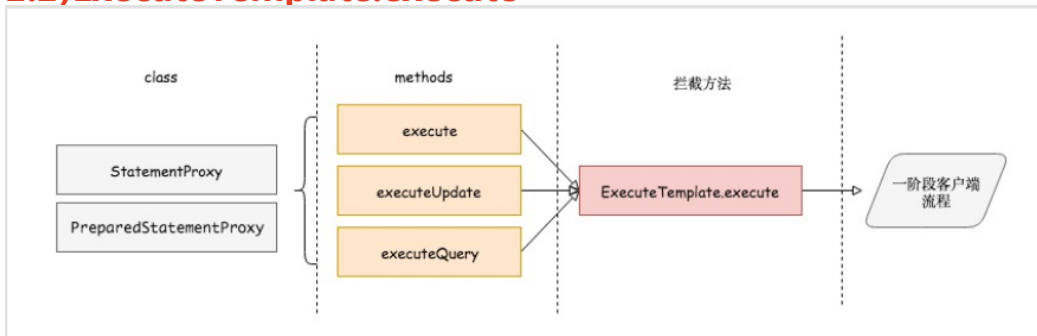 class
methods
拦截方法
execute
StatementProxy
executeUpdate
ExecuteTemplate.execute
一阶段客户端
流程
PreparedStatementProxy
executeQuery